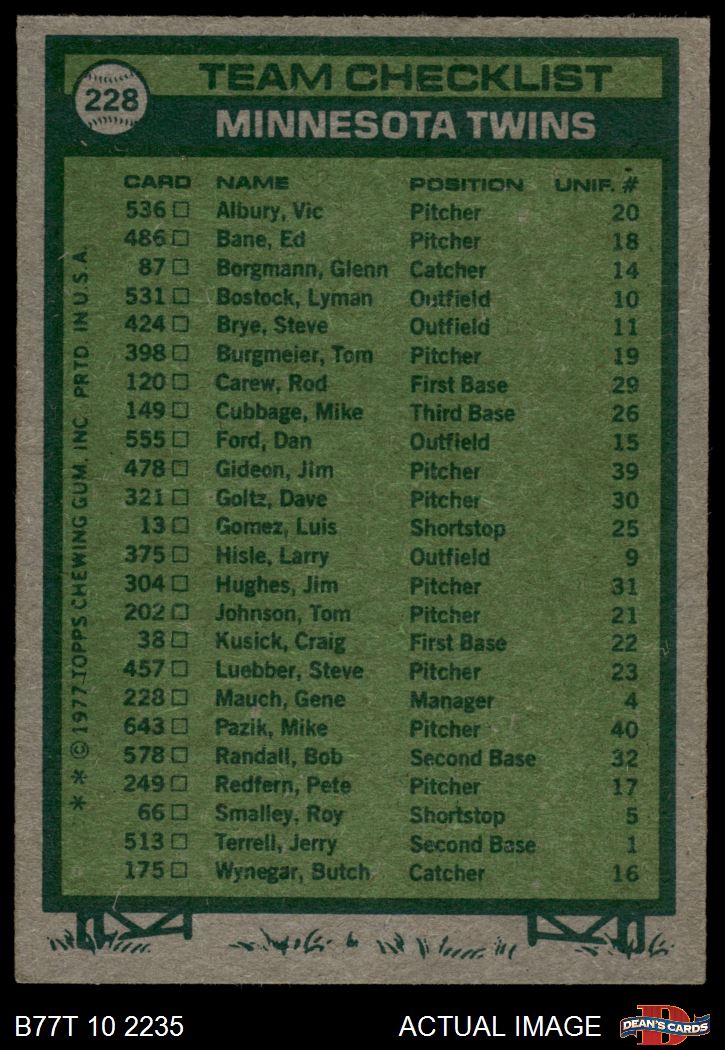 228
TEAM CHECKLIST
MINNESOTA TWINS
CARD NAME POSITION UNIF. #
536 □ Albury, Vic Pitcher 20
486 □ Bane, Ed Pitcher 18
87 □ Borgmann, Glenn Catcher 14
531 □ Bostock, Lyman Outfield 10
424 □ Brye, Steve Outfield 11
398 □ Burgmeier, Tom Pitcher 19
120 □ Carew, Rod First Base 29
149 □ Cubbage, Mike Third Base 26
555 □ Ford, Dan Outfield 15
478 □ Gideon, Jim Pitcher 39
321 □ Goltz, Dave Pitcher 30
13 □ Gomez, Luis Shortstop 25
375 □ Hisle, Larry Outfield 9
304 □ Hughes, Jim Pitcher 31
202 □ Johnson, Tom Pitcher 21
38 □ Kusick, Craig First Base 22
457 □ Luebber, Steve Pitcher 23
228 □ Mauch, Gene Manager 4
643 □ Pazik, Mike Pitcher 40
578 □ Randall, Bob Second Base 32
249 □ Redfern, Pete Pitcher 17
66 □ Smalley, Roy Shortstop 5
513 □ Terrell, Jerry Second Base 1
175 □ Wynegar, Butch Catcher 16
* * © 1977 TOPPS CHEWING GUM, INC. PRTD. IN U.S.A.
B77T 10 2235 ACTUAL IMAGE
D
DEAN'S CARDS